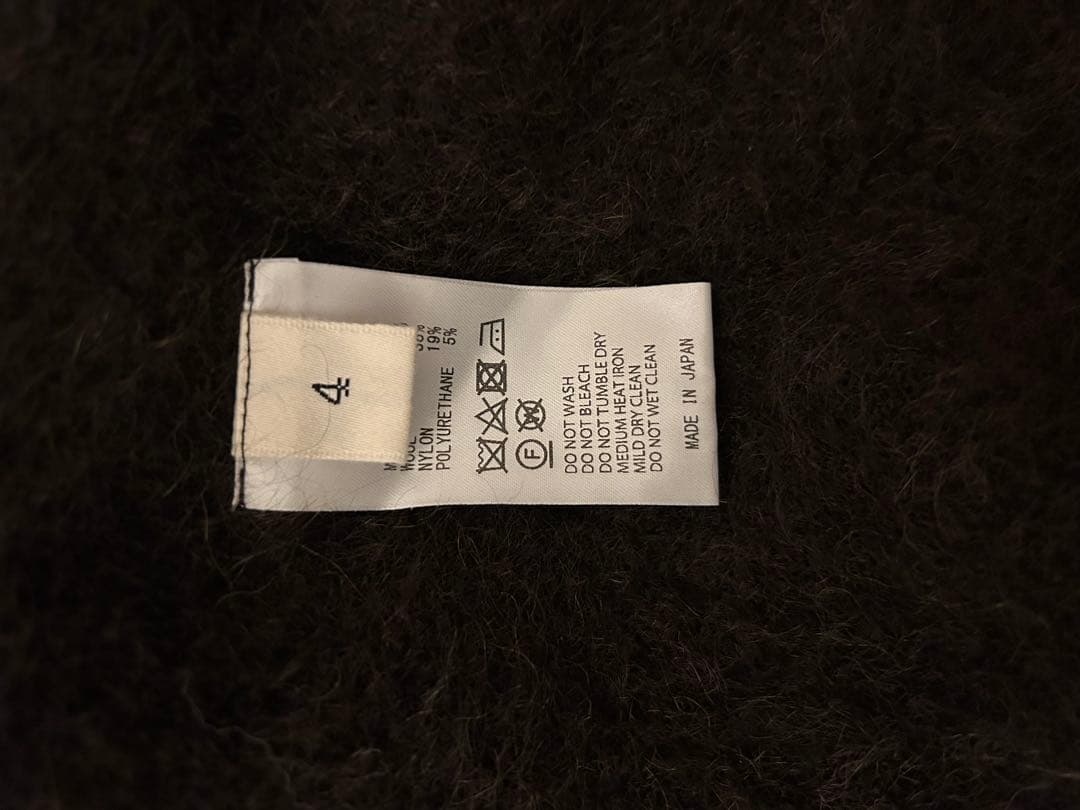 4
WOOL
NYLON 19%
POLYURETHANE 5%
F
W
DO NOT WASH
DO NOT BLEACH
DO NOT TUMBLE DRY
MEDIUM HEAT IRON
MILD DRY CLEAN
DO NOT WET CLEAN
MADE IN JAPAN